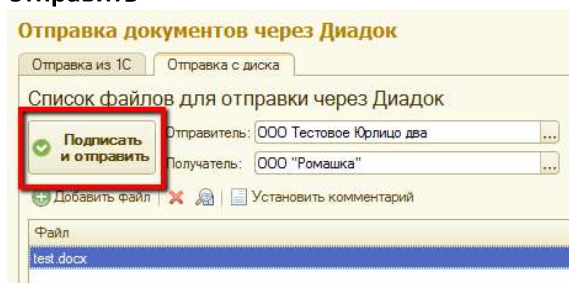 отправить
Отправка документов через Диадок
Отправка из 1С
Отправка с диска
Список файлов для отправки через Диадок
Подписать
и отправить
Отправитель: ООО Тестовое Юрлицо два ...
Получатель: ООО "Ромашка" ...
Добавить файл
Установить комментарий
Файл
test.docx